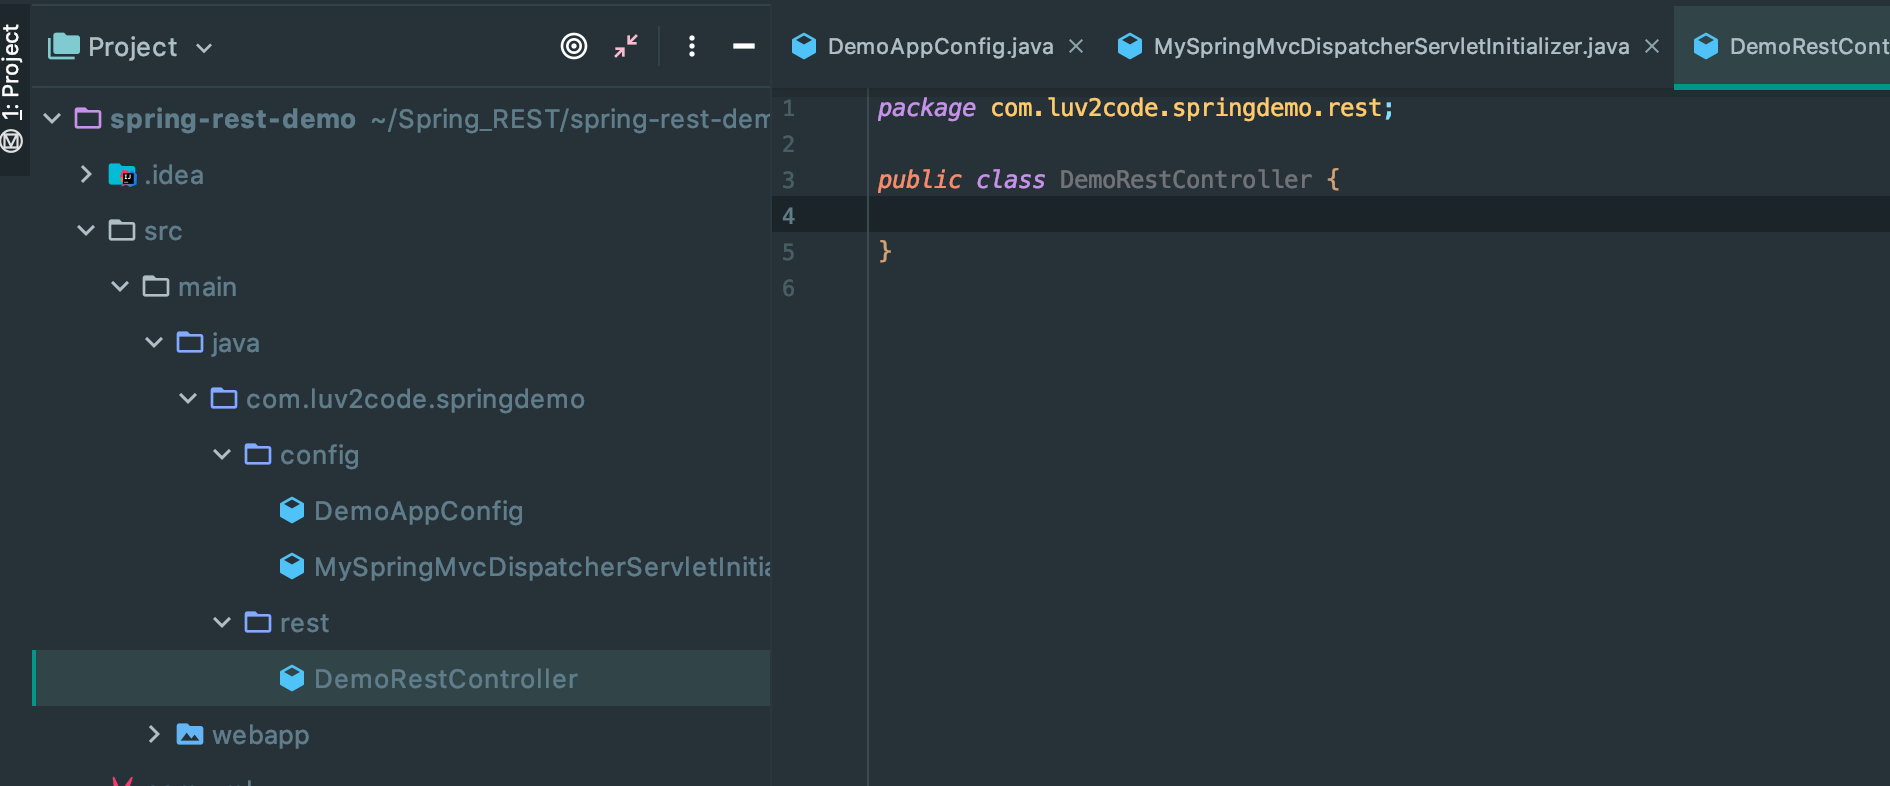 1: Project
Project
spring-rest-demo ~/Spring_REST/spring-rest-dem
.idea
src
main
java
com.luv2code.springdemo
config
DemoAppConfig
MySpringMvcDispatcherServletInitia
rest
DemoRestController
webapp
DemoAppConfig.java
MySpringMvcDispatcherServletInitializer.java
DemoRestCont
1 package com.luv2code.springdemo.rest;
2
3 public class DemoRestController {
4
5 }
6